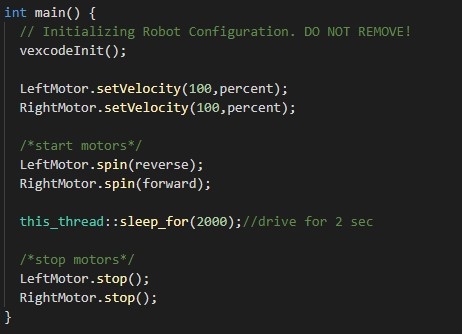 int main() {
  // Initializing Robot Configuration. DO NOT REMOVE!
  vexcodeInit();

  LeftMotor.setVelocity(100,percent);
  RightMotor.setVelocity(100,percent);

  /*start motors*/
  LeftMotor.spin(reverse);
  RightMotor.spin(forward);

  this_thread::sleep_for(2000);//drive for 2 sec

  /*stop motors*/
  LeftMotor.stop();
  RightMotor.stop();
}